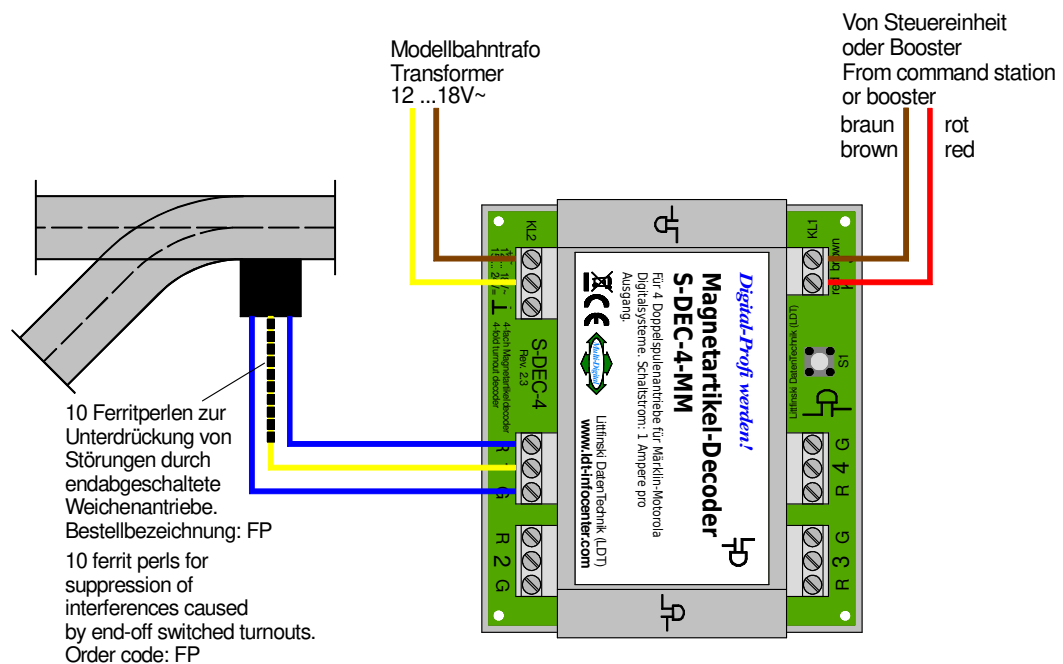 Modellbahntrafo
Transformer
12 ...18V~
Von Steuereinheit
oder Booster
From command station
or booster
braun
brown
rot
red
10 Ferritperlen zur
Unterdrückung von
Störungen durch
endabgeschaltete
Weichenantriebe.
Bestellbezeichnung: FP
10 ferrit perls for
suppression of
interferences caused
by end-off switched turnouts.
Order code: FP
KL2
4-fach Magnetartikeldecoder
4-fold turnout decoder
S-DEC-4
Rev. 2.3
R
G
R 2 G
Digital-Profi werden!
Magnetartikel-Decoder
S-DEC-4-MM
Für 4 Doppelspulenantriebe für Märklin-Motorola
Digitalsysteme. Schaltstrom: 1 Ampere pro
Ausgang.
CE
Multi-Digital
Littfinski DatenTechnik (LDT)
www.ldt-infocenter.com
KL1
red brown
Littfinski DatenTechnik (LDT)
S1
R 4 G
R 3 G